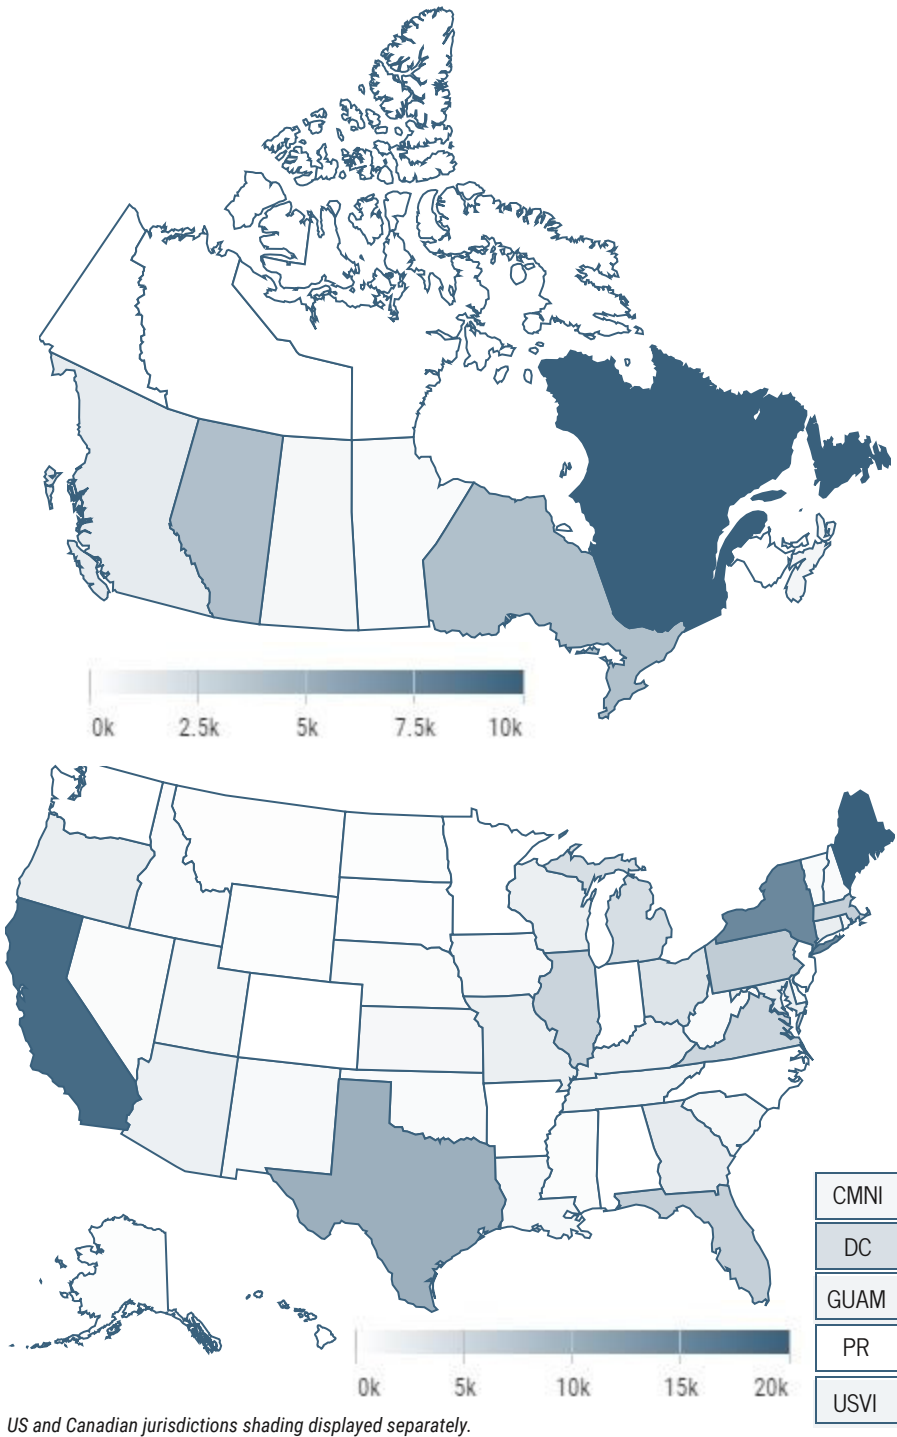 0k 2.5k 5k 7.5k 10k
CMNI
DC
GUAM
PR
USVI
0k 5k 10k 15k 20k
US and Canadian jurisdictions shading displayed separately.